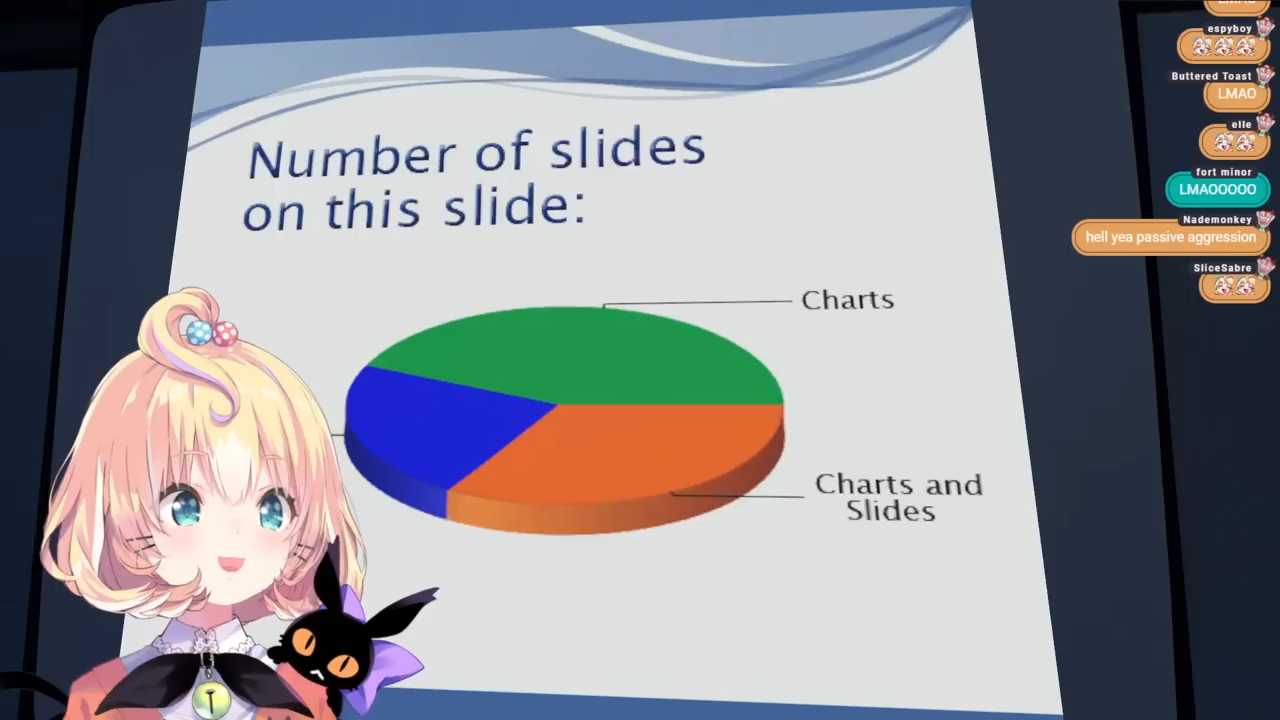 Number of slides
on this slide:
Charts
Charts and
Slides
espyboy
Buttered Toast
LMAO
elle
fort minor
LMAOOOOO
Nademonkey
hell yea passive aggression
SliceSabre